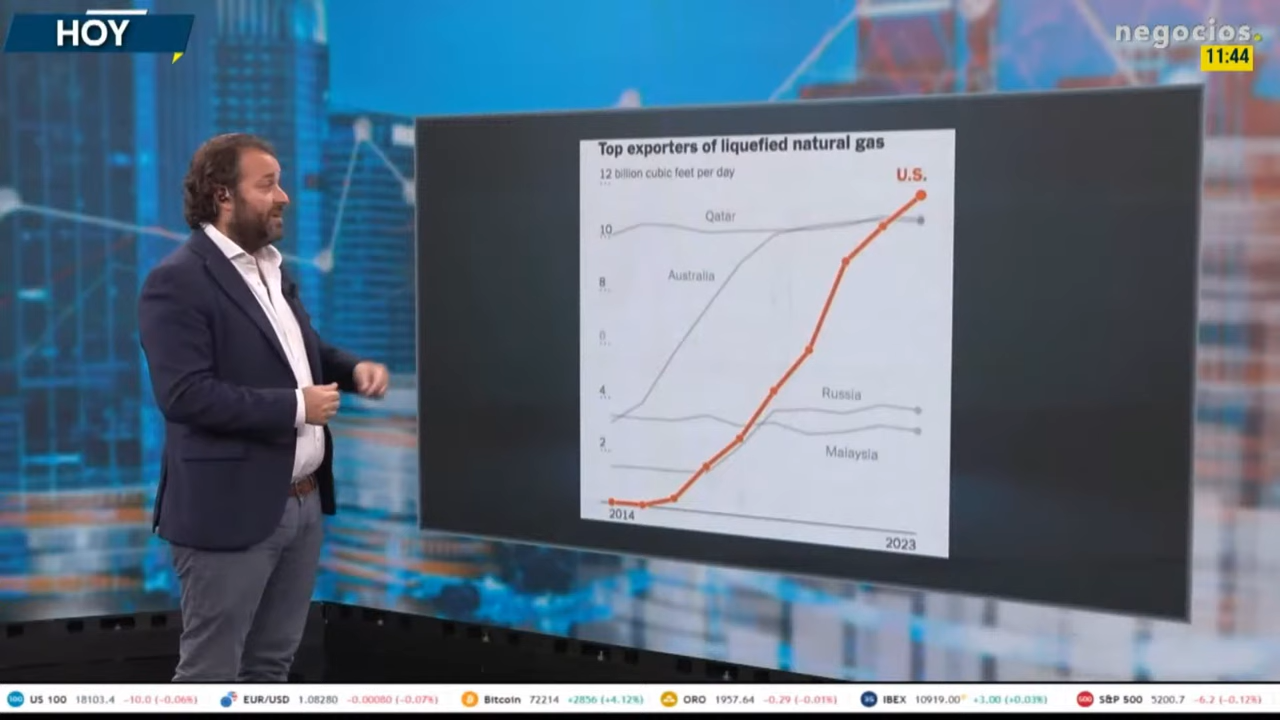 HOY
negocios.
11:44
Top exporters of liquefied natural gas
12 billion cubic feet per day
U.S.
Qatar
10
Australia
8
6
4
Russia
2
Malaysia
2014
2023
US 100 18103.4 -10.0 (-0.06%) EUR/USD 1.08280 -0.00080 (-0.07%) Bitcoin 72214 +2856 (+4.12%) ORO 1957.64 -0.29 (-0.01%) IBEX 10919.00 +3.00 (+0.03%) S&P 500 5200.7 -6.2 (-0.12%)